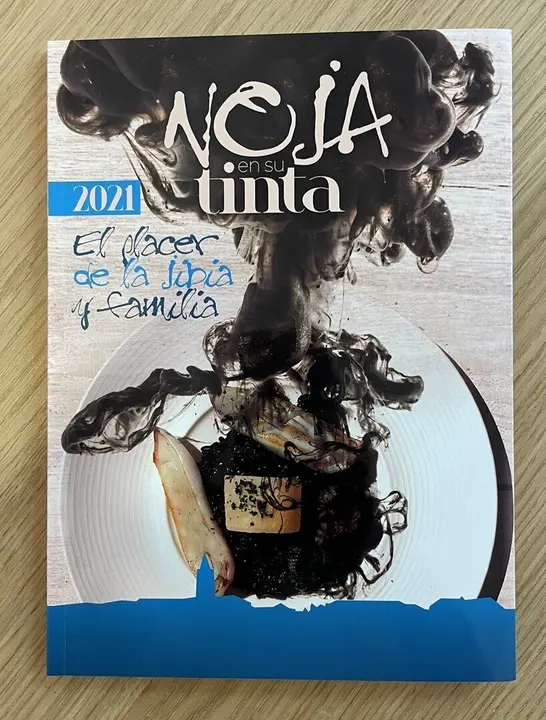 NOJA
en su
tinta
2021
El placer
de la jibia
y familia